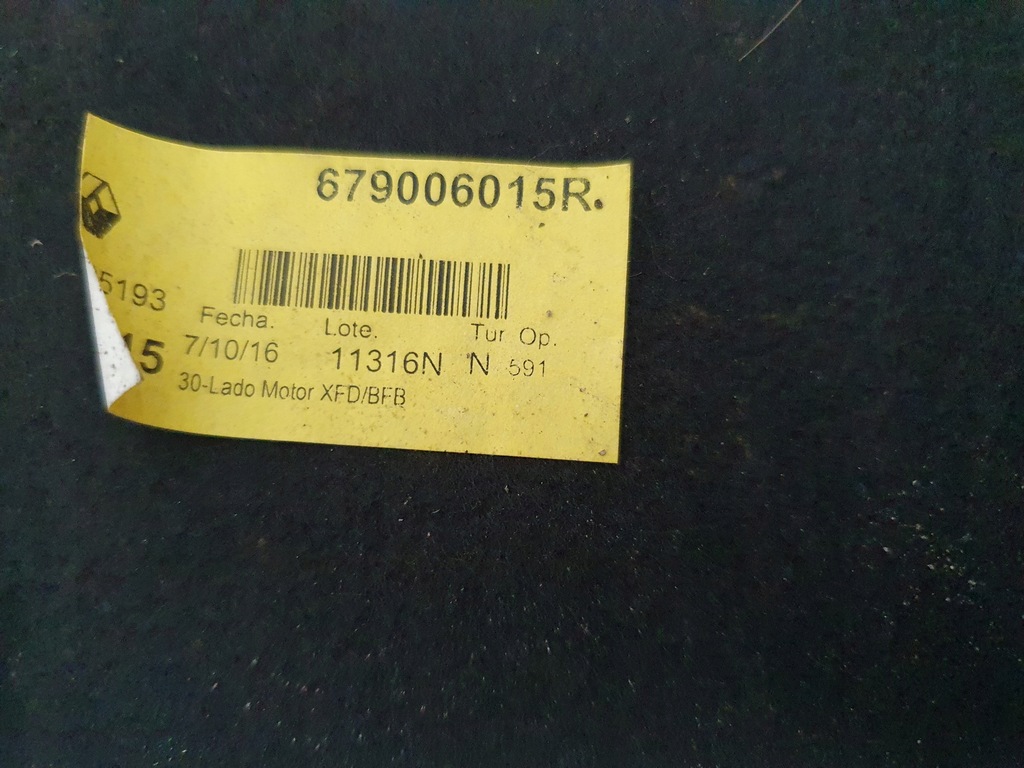 679006015R.
5193
Fecha. Lote. Tur Op.
15 7/10/16 11316N N 591
30-Lado Motor XFD/BFB